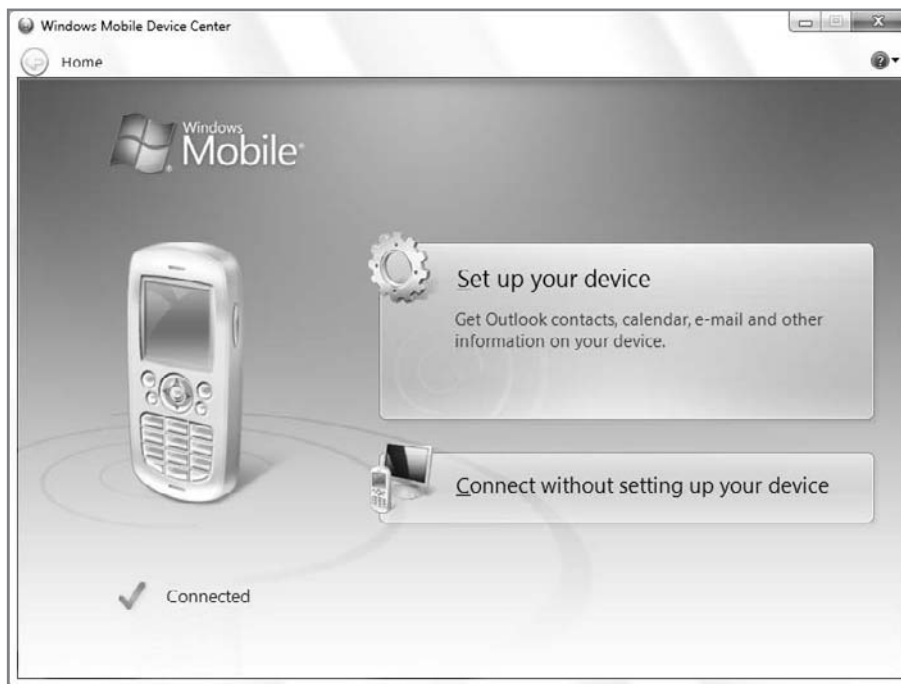 Windows Mobile Device Center
Home
Windows
Mobile®
Set up your device
Get Outlook contacts, calendar, e-mail and other
information on your device.
Connect without setting up your device
Connected